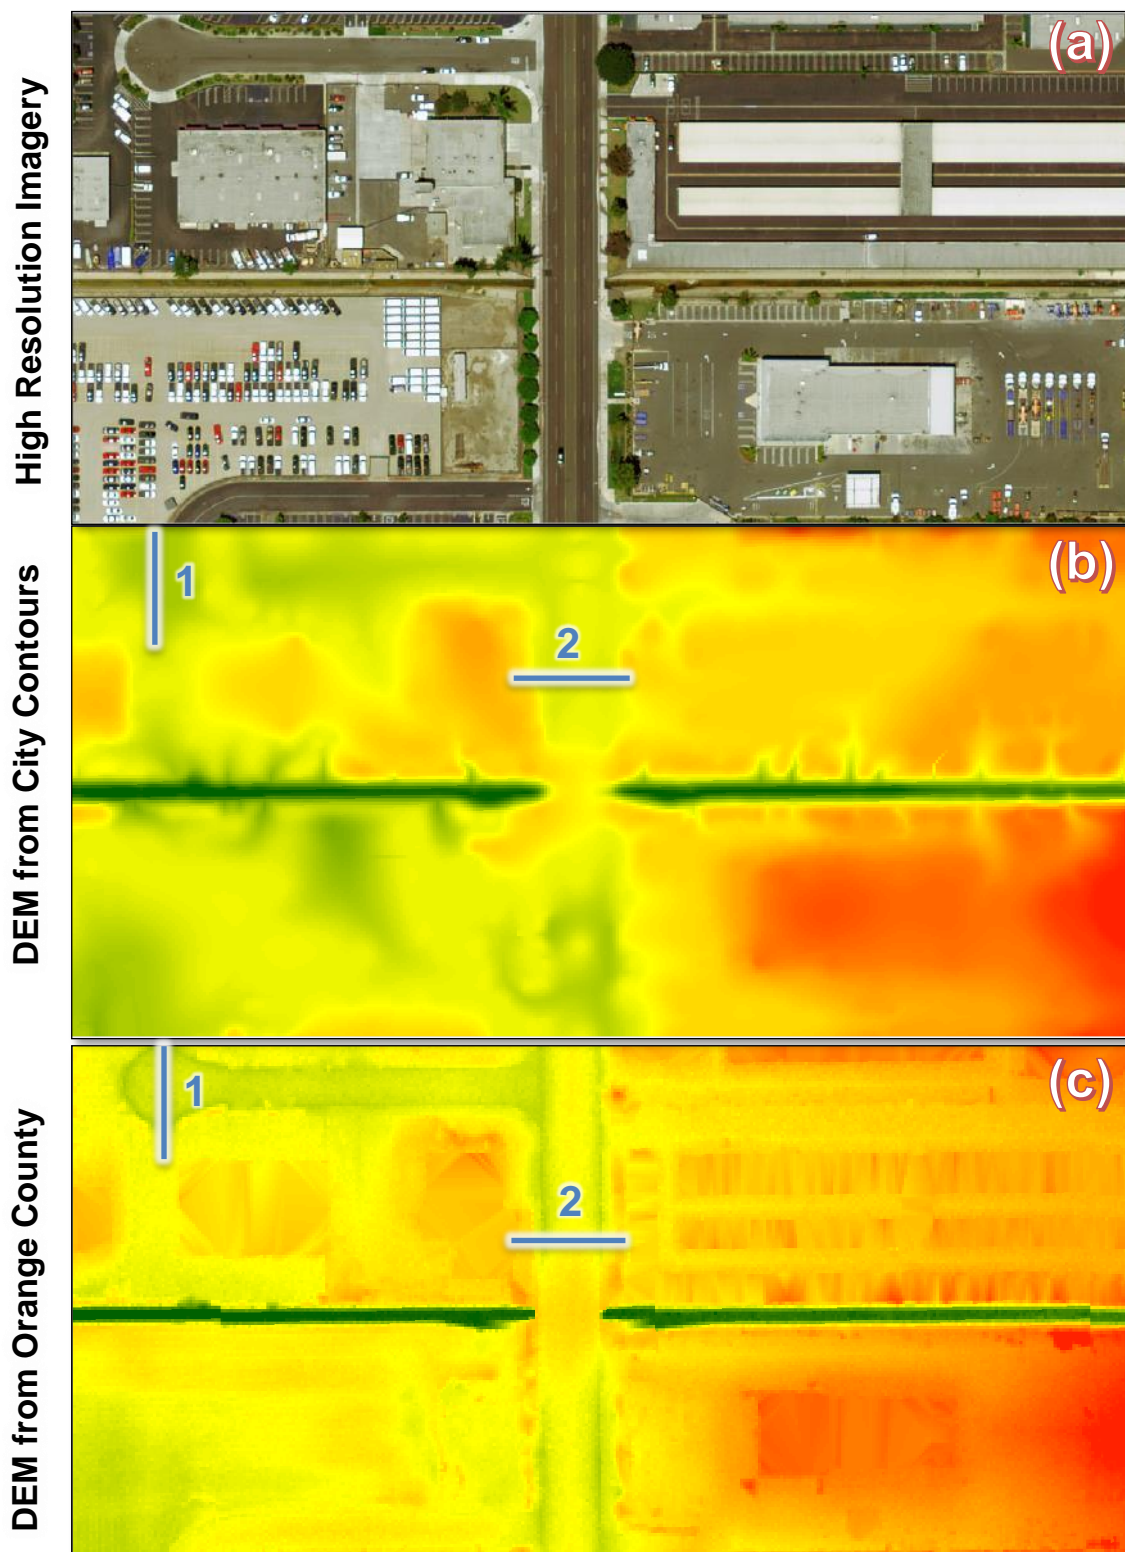 High Resolution Imagery
(a)
DEM from City Contours
(b)
1
2
DEM from Orange County
(c)
1
2